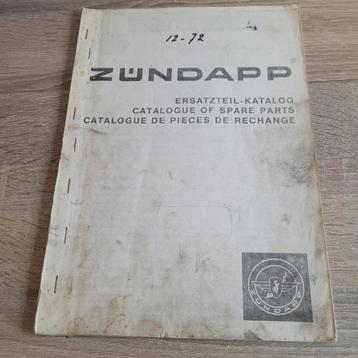 12-72
ZÜNDAPP
ERSATZTEIL-KATALOG
CATALOGUE OF SPARE PARTS
CATALOGUE DE PIECES DE RECHANGE
ZÜNDAPP